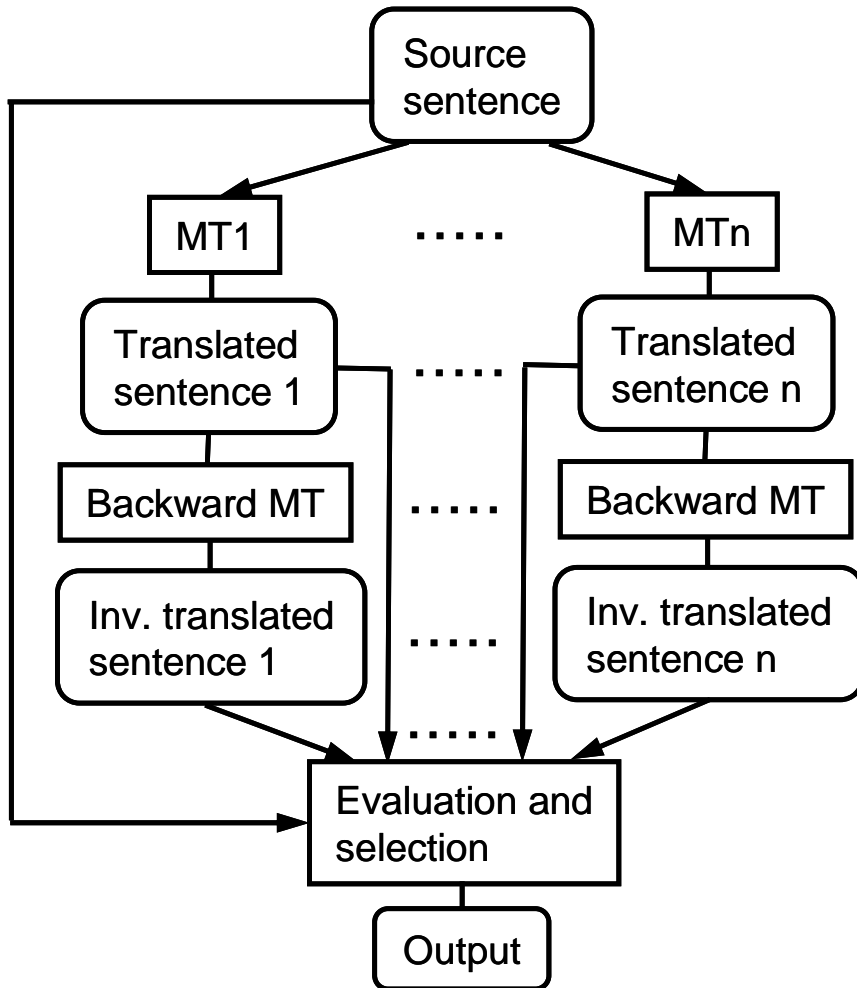 Source
sentence
MT1
.....
MTn
Translated
sentence 1
.....
Translated
sentence n
Backward MT
.....
Backward MT
Inv. translated
sentence 1
.....
Inv. translated
sentence n
.....
Evaluation and
selection
Output